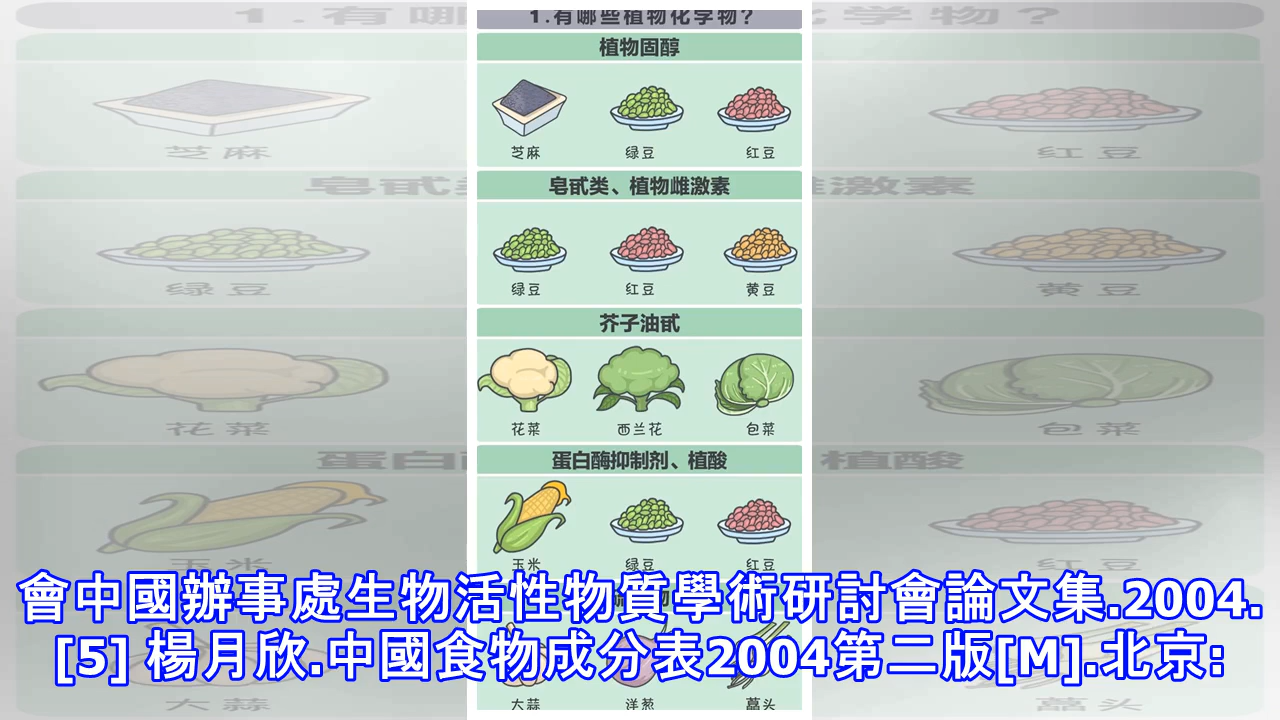 1.有哪些植物化学物?
植物固醇
芝麻 绿豆 红豆
皂甙类、植物雌激素
绿豆 红豆 黄豆
芥子油甙
花菜 西兰花 包菜
蛋白酶抑制剂、植酸
玉米 绿豆 红豆
會中國辦事處生物活性物質學術研討會論文集.2004.
[5] 楊月欣.中國食物成分表2004第二版[M].北京:
大蒜 洋葱 藠头